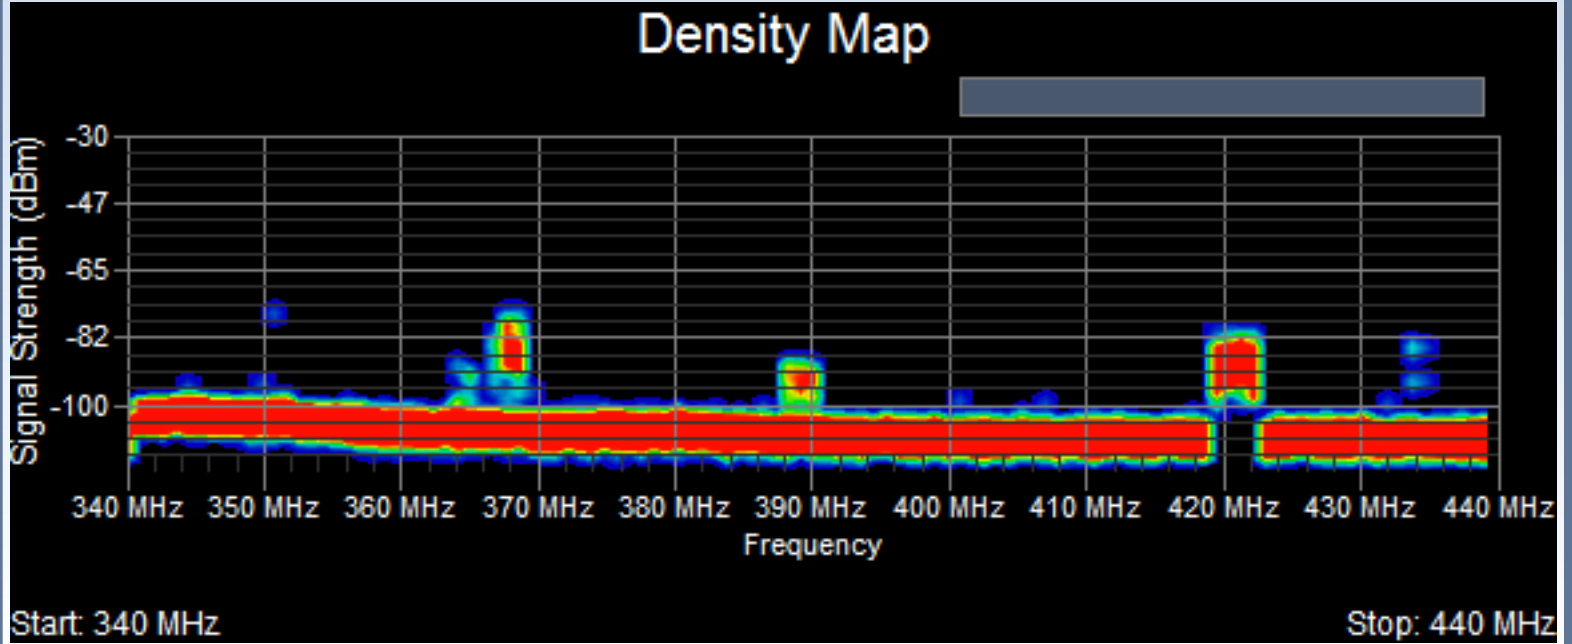 Density Map
Signal Strength (dBm)
-30
-47
-65
-82
-100
340 MHz 350 MHz 360 MHz 370 MHz 380 MHz 390 MHz 400 MHz 410 MHz 420 MHz 430 MHz 440 MHz
Frequency
Start: 340 MHz Stop: 440 MHz